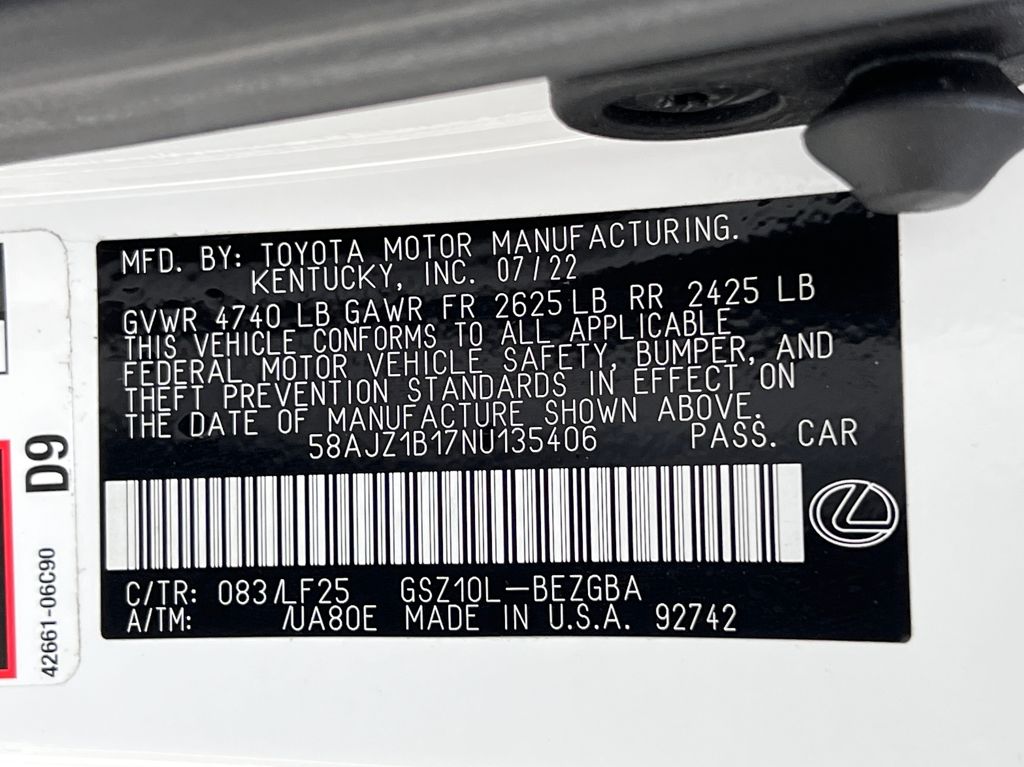 MFD. BY: TOYOTA MOTOR MANUFACTURING.
KENTUCKY, INC. 07/22
GVWR 4740 LB GAWR FR 2625 LB RR 2425 LB
THIS VEHICLE CONFORMS TO ALL APPLICABLE
FEDERAL MOTOR VEHICLE SAFETY, BUMPER, AND
THEFT PREVENTION STANDARDS IN EFFECT ON
THE DATE OF MANUFACTURE SHOWN ABOVE.
58AJZ1B17NU135406 PASS. CAR
C/TR: 083/LF25 GSZ10L-BEZGBA
A/TM: /UA80E MADE IN U.S.A. 92742
D9
42661-06C90